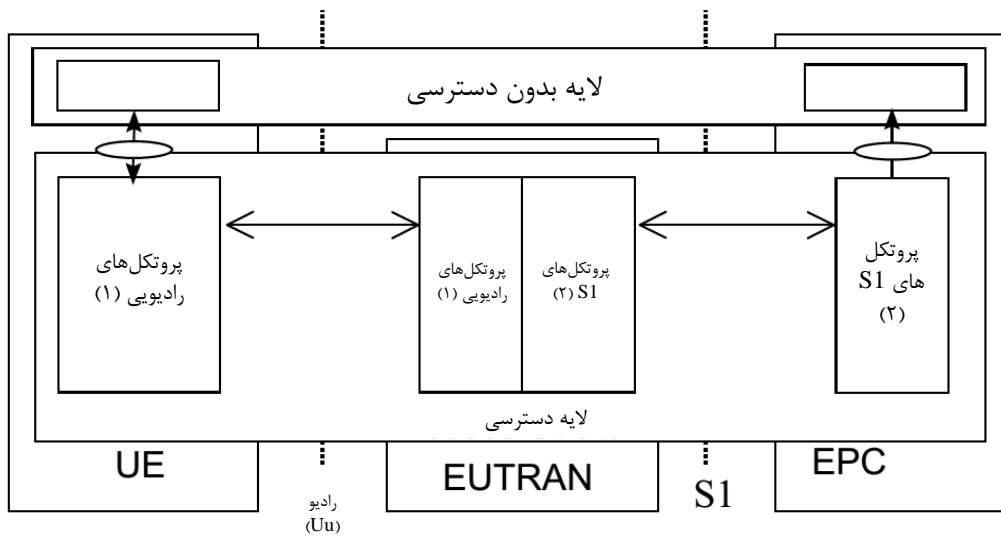 لایه بدون دسترسی
پروتکل‌های
رادیویی (۱)
پروتکل‌های
رادیویی (۱)
پروتکل‌های
S1 (۲)
پروتکل
های S1
(۲)
لایه دسترسی
UE
EUTRAN
EPC
رادیو
(Uu)
S1